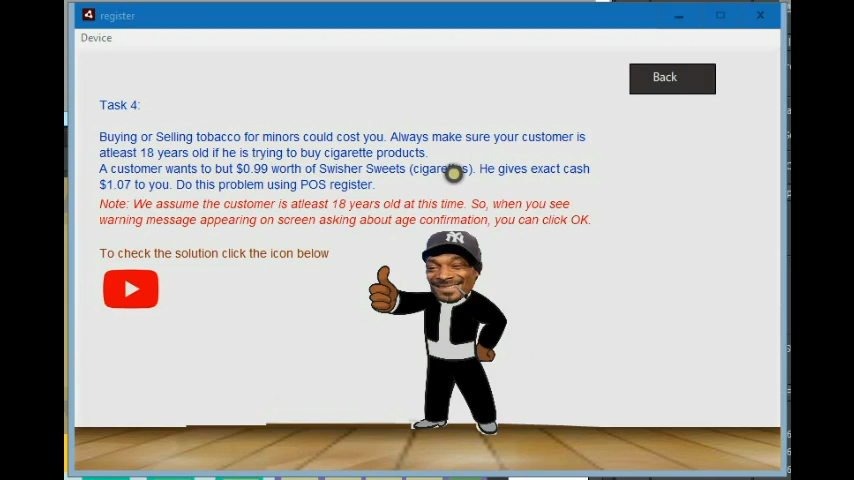 register
Device
Back
Task 4:
Buying or Selling tobacco for minors could cost you. Always make sure your customer is
atleast 18 years old if he is trying to buy cigarette products.
A customer wants to but $0.99 worth of Swisher Sweets (cigarettes). He gives exact cash
$1.07 to you. Do this problem using POS register.
Note: We assume the customer is atleast 18 years old at this time. So, when you see
warning message appearing on screen asking about age confirmation, you can click OK.
To check the solution click the icon below